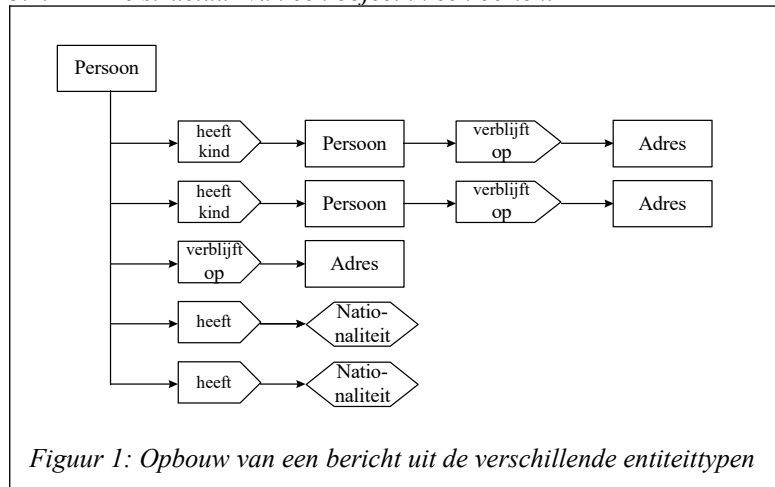 Persoon
heeft
kind
Persoon
verblijft
op
Adres
heeft
kind
Persoon
verblijft
op
Adres
verblijft
op
Adres
heeft
Natio-
naliteit
heeft
Natio-
naliteit
Figuur 1: Opbouw van een bericht uit de verschillende entiteittypen